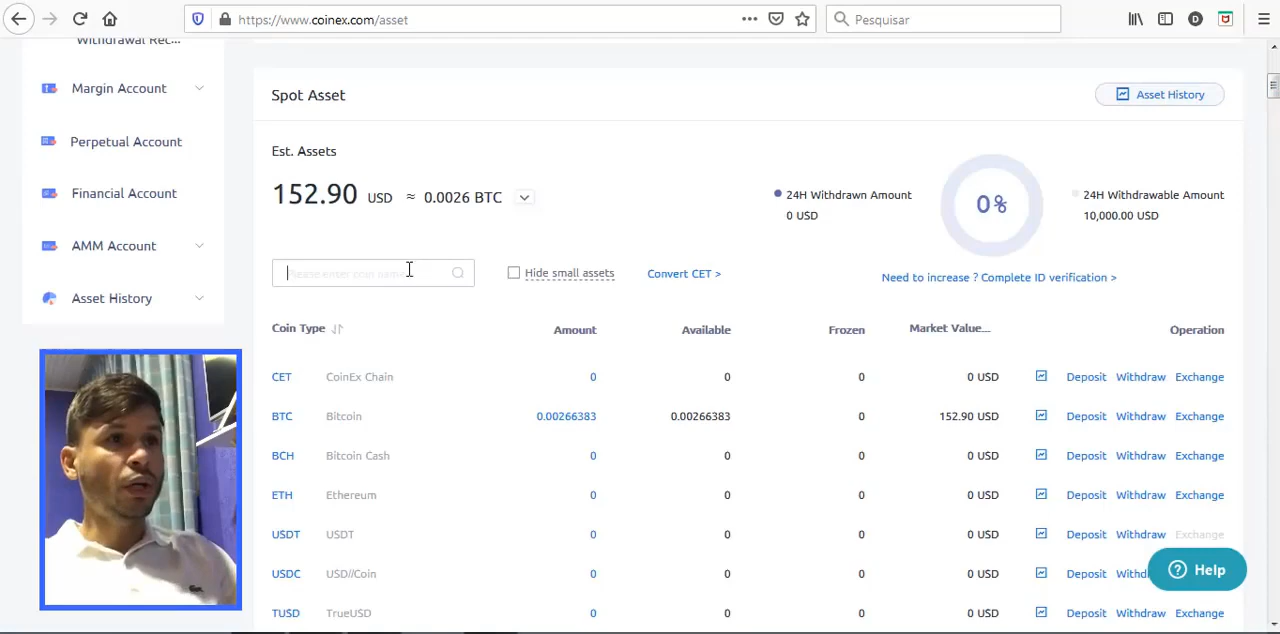 https://www.coinex.com/asset
Pesquisar
Withdrawal Rec...
Margin Account
Perpetual Account
Financial Account
AMM Account
Asset History
Spot Asset
Asset History
Est. Assets
152.90 USD ≈ 0.0026 BTC
24H Withdrawn Amount
0 USD
0%
24H Withdrawable Amount
10,000.00 USD
Please enter coin name
Hide small assets
Convert CET >
Need to increase ? Complete ID verification >
Coin Type Amount Available Frozen Market Value... Operation
CET CoinEx Chain 0 0 0 0 USD Deposit Withdraw Exchange
BTC Bitcoin 0.00266383 0.00266383 0 152.90 USD Deposit Withdraw Exchange
BCH Bitcoin Cash 0 0 0 0 USD Deposit Withdraw Exchange
ETH Ethereum 0 0 0 0 USD Deposit Withdraw Exchange
USDT USDT 0 0 0 0 USD Deposit Withdraw Exchange
USDC USD//Coin 0 0 0 0 USD Deposit
TUSD TrueUSD 0 0 0 0 USD Deposit Withdraw Exchange
Help